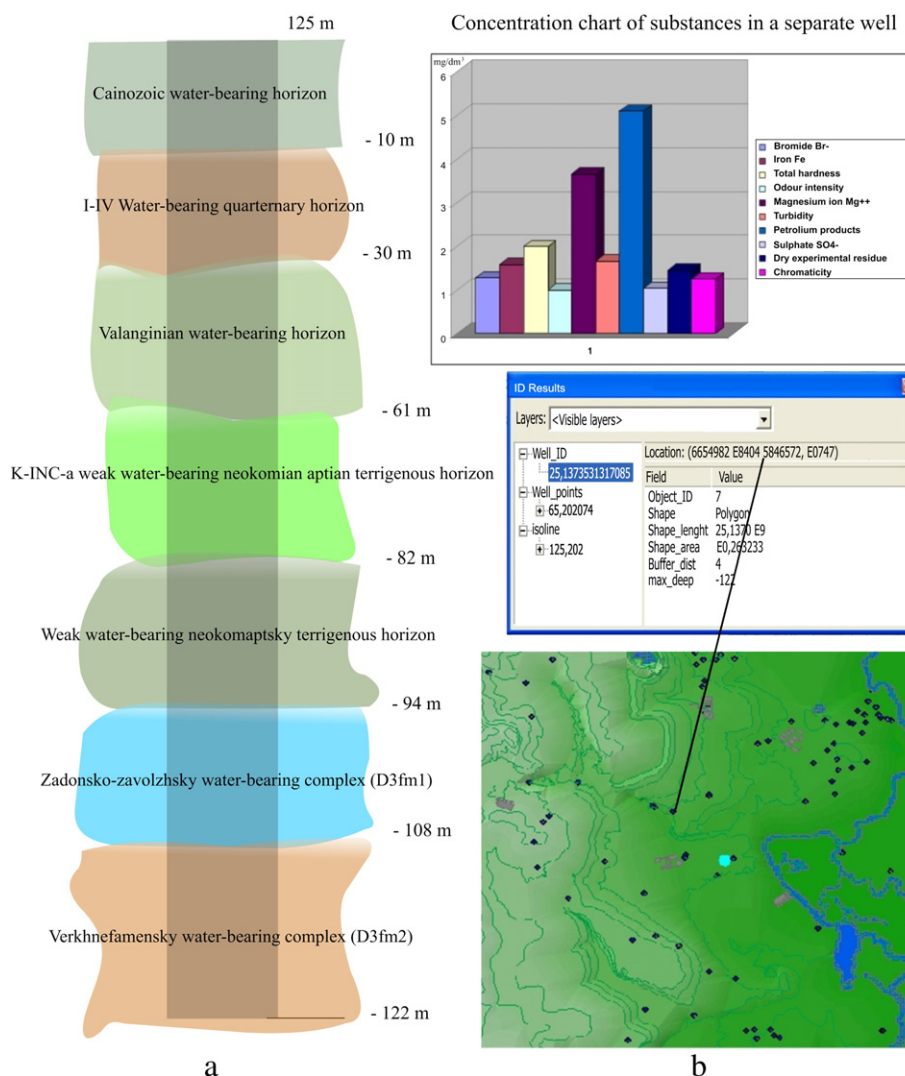 125 m
Cainozoic water-bearing horizon
- 10 m
I-IV Water-bearing quarternary horizon
- 30 m
Valanginian water-bearing horizon
- 61 m
K-INC-a weak water-bearing neokomian aptian terrigenous horizon
- 82 m
Weak water-bearing neokomaptsky terrigenous horizon
- 94 m
Zadonsko-zavolzhsky water-bearing complex (D3fm1)
- 108 m
Verkhnefamensky water-bearing complex (D3fm2)
- 122 m
a
Concentration chart of substances in a separate well
mg/dm³
6
5
4
3
2
1
0
1
Bromide Br-
Iron Fe
Total hardness
Odour intensity
Magnesium ion Mg++
Turbidity
Petrolium products
Sulphate SO4-
Dry experimental residue
Chromaticity
ID Results
Layers: <Visible layers>
Well_ID
25,1373531317085
Well_points
65,202074
isoline
125,202
Location: (6654982 E8404 5846572, E0747)
Field Value
Object_ID 7
Shape Polygon
Shape_lenght 25,1370 E9
Shape_area E0,263233
Buffer_dist 4
max_deep -122
b